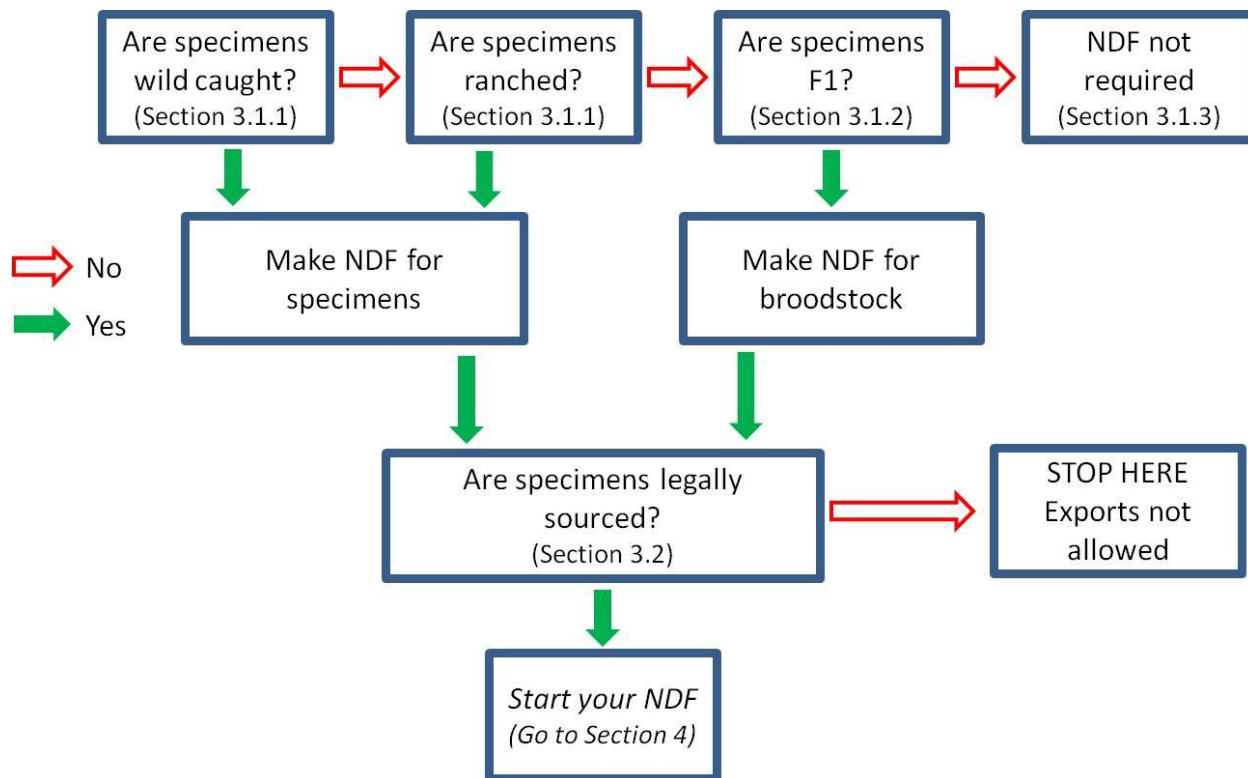 Are specimens
wild caught?
(Section 3.1.1)
Are specimens
ranched?
(Section 3.1.1)
Are specimens
F1?
(Section 3.1.2)
NDF not
required
(Section 3.1.3)
Make NDF for
specimens
Make NDF for
broodstock
No
Yes
Are specimens legally
sourced?
(Section 3.2)
STOP HERE
Exports not
allowed
Start your NDF
(Go to Section 4)